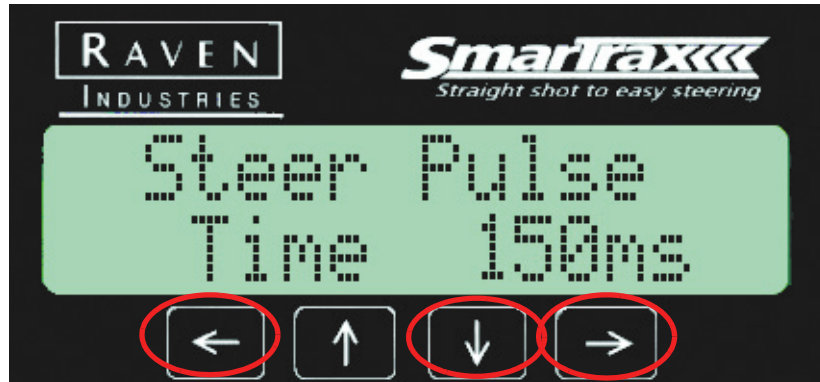 RAVEN
INDUSTRIES
SmarTrax
Straight shot to easy steering
Steer Pulse
Time 150ms
← ↑ ↓ →